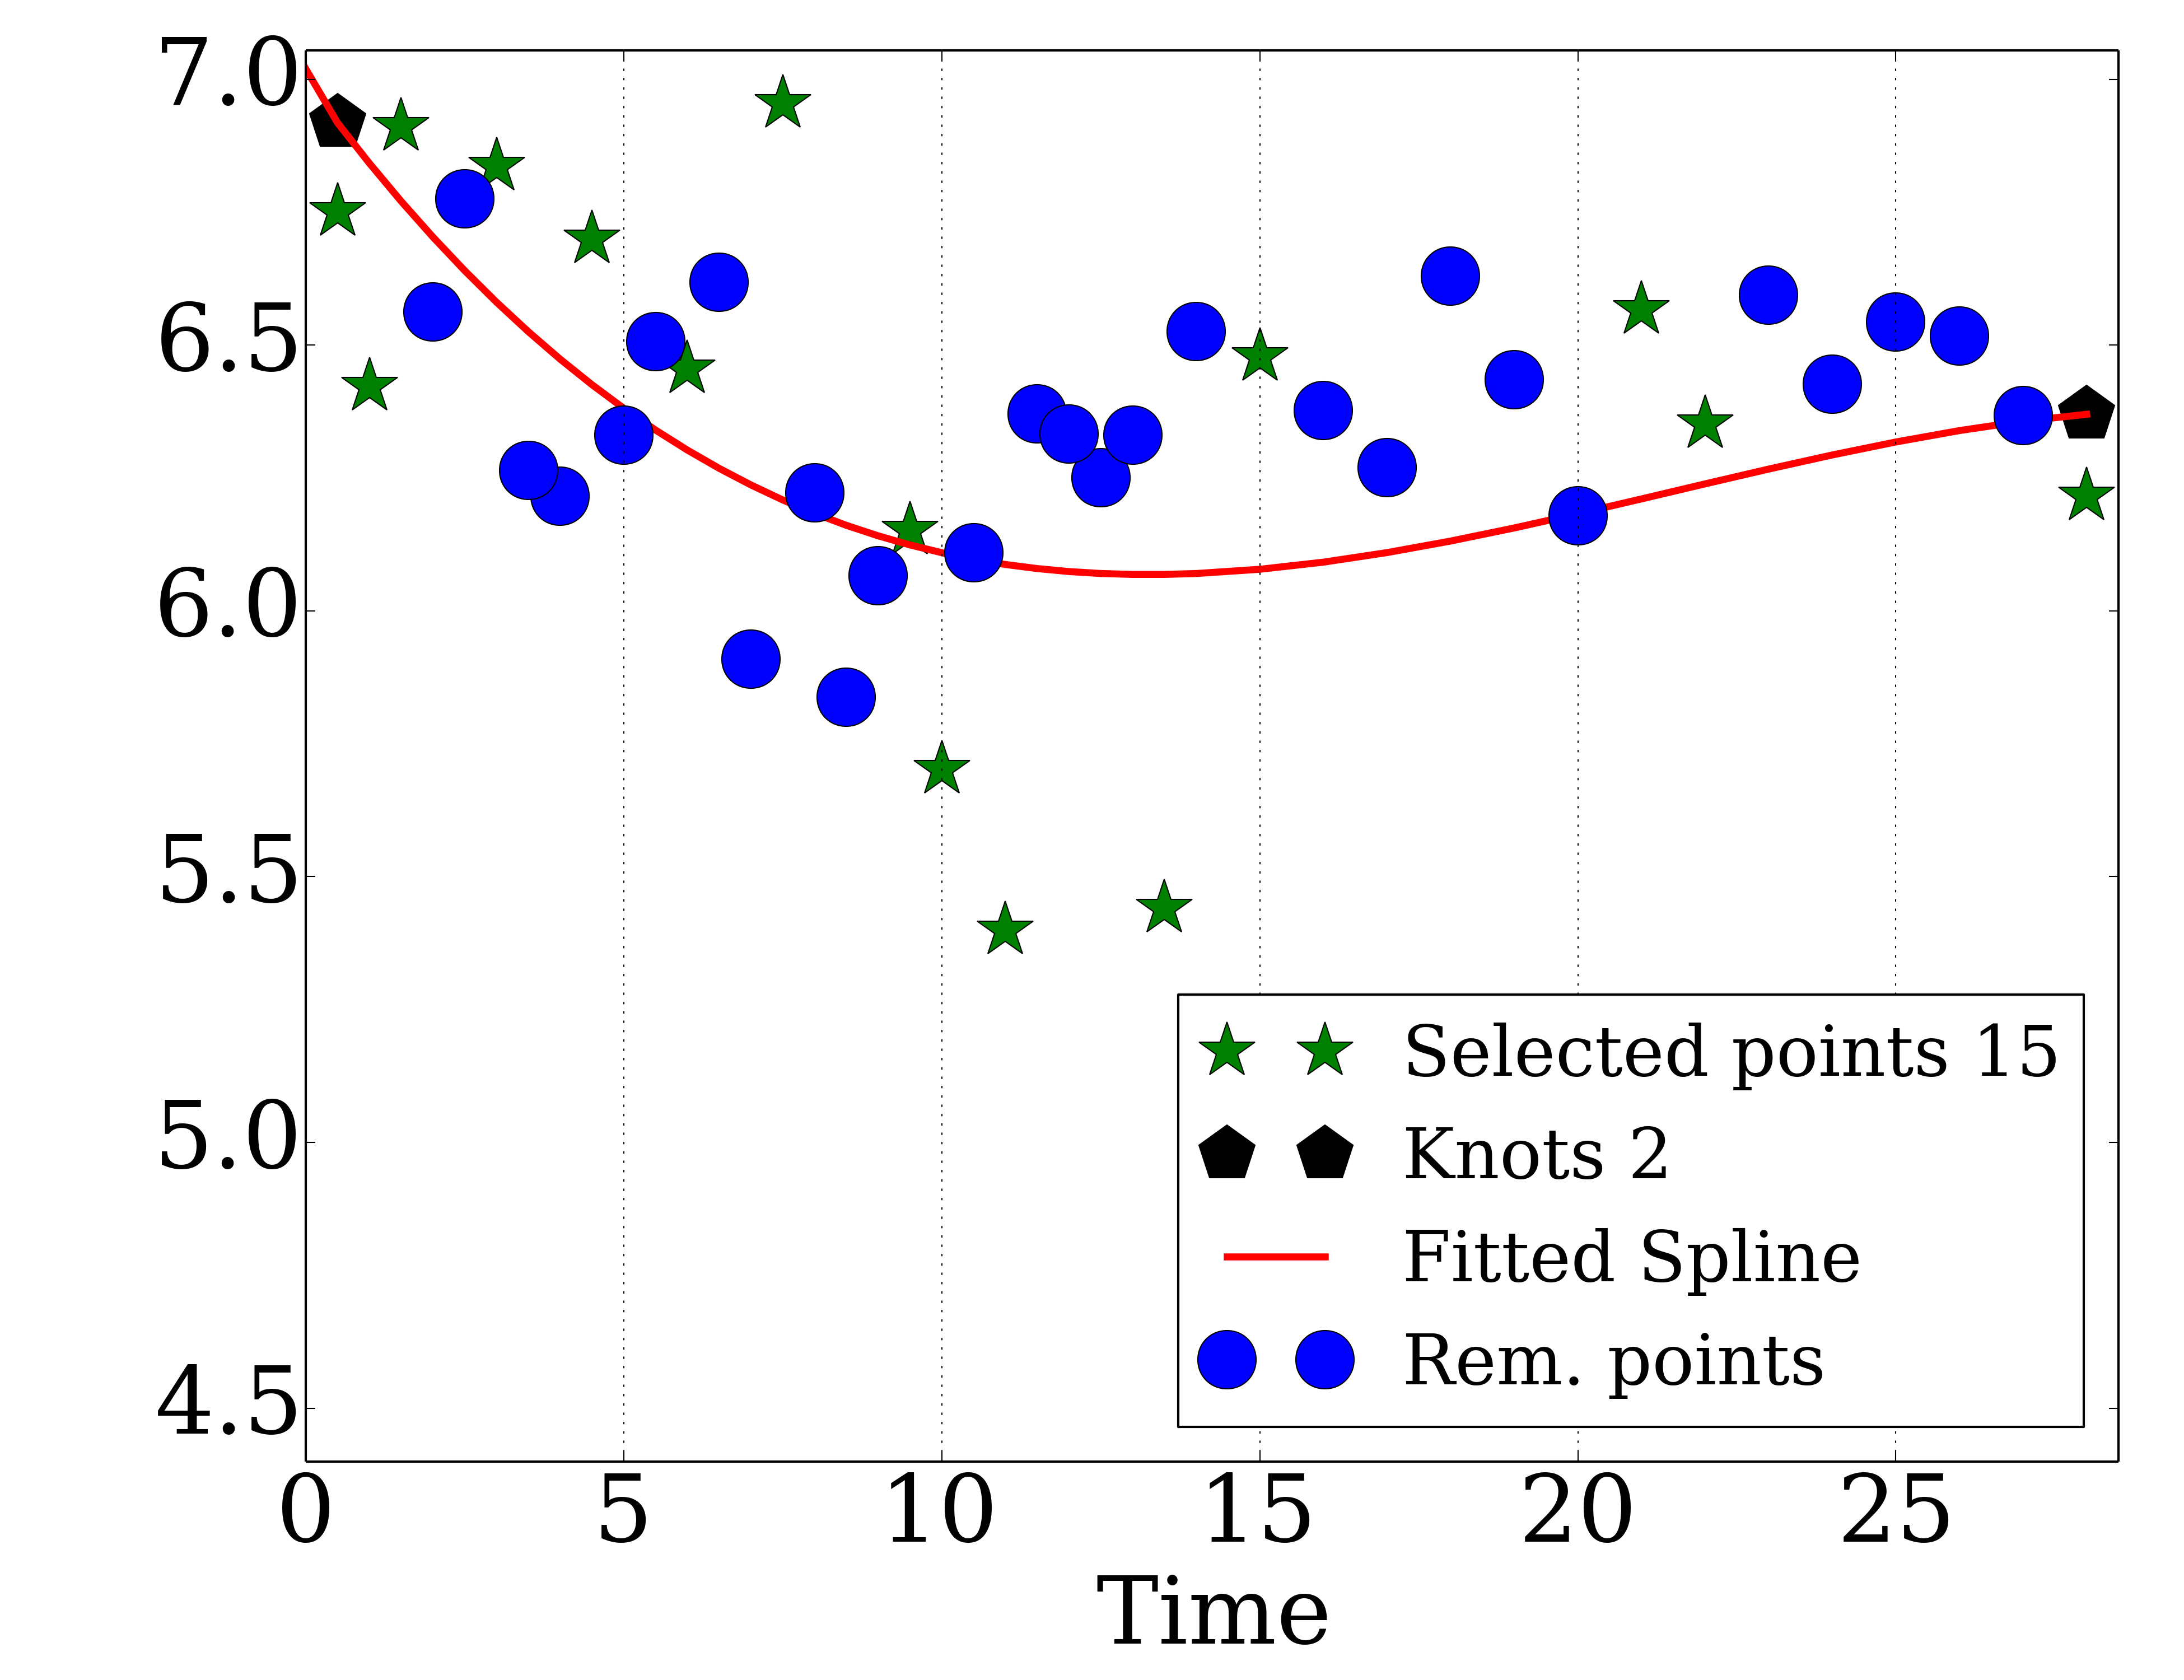 7.0
6.5
6.0
5.5
5.0
4.5
Selected points 15
Knots 2
Fitted Spline
Rem. points
0 5 10 15 20 25
Time